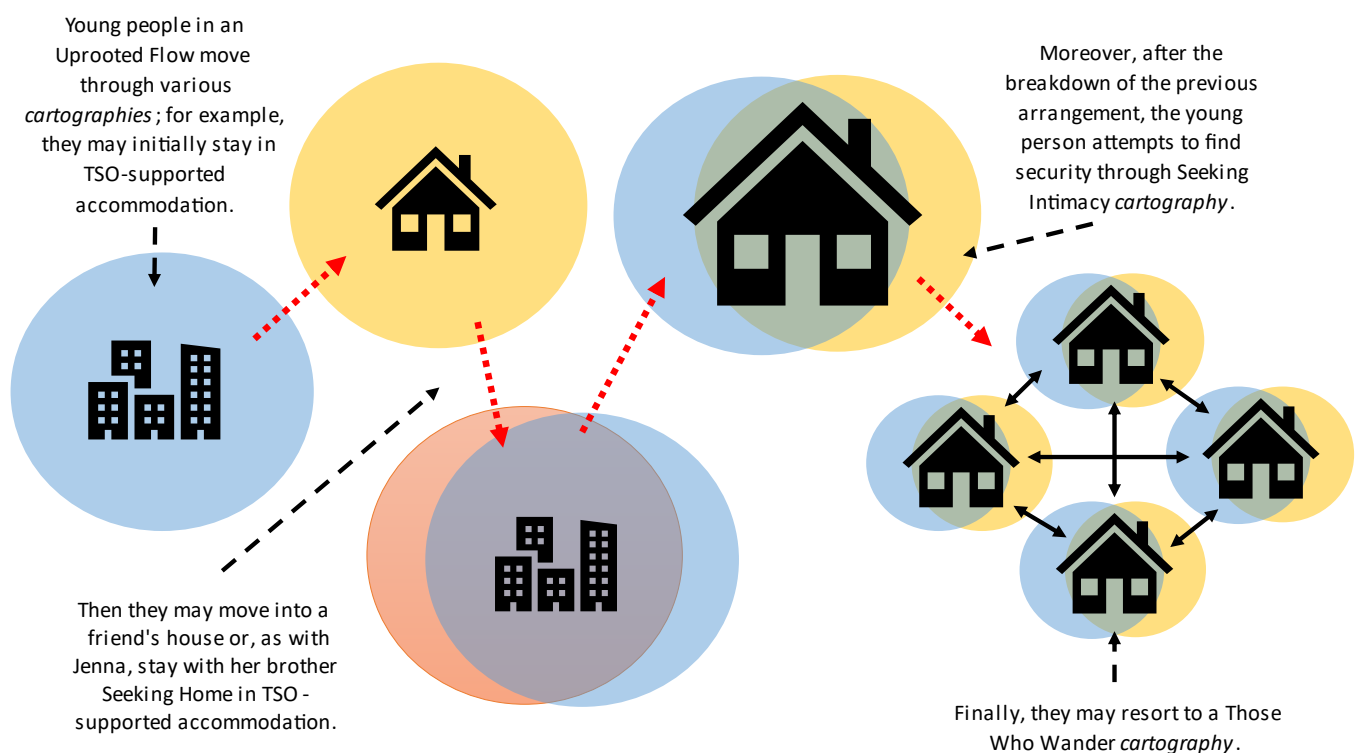 Young people in an
Uprooted Flow move
through various
cartographies; for example,
they may initially stay in
TSO-supported
accommodation.
Moreover, after the
breakdown of the previous
arrangement, the young
person attempts to find
security through Seeking
Intimacy cartography.
Then they may move into a
friend's house or, as with
Jenna, stay with her brother
Seeking Home in TSO -
supported accommodation.
Finally, they may resort to a Those
Who Wander cartography.